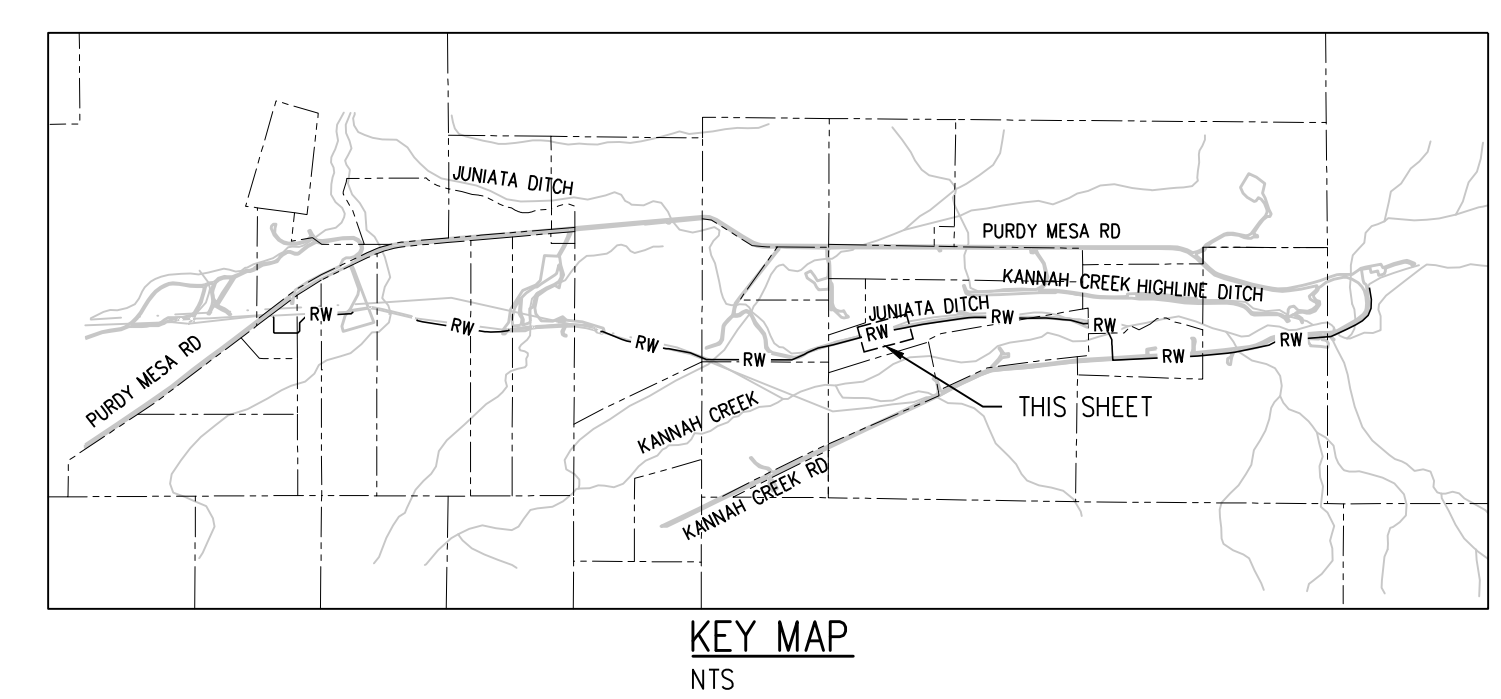 JUNIATA DITCH
PURDY MESA RD
KANNAH CREEK HIGHLINE DITCH
JUNIATA DITCH
RW
RW
RW
RW
RW
RW
RW
RW
RW
PURDY MESA RD
KANNAH CREEK
THIS SHEET
KANNAH CREEK RD
KEY MAP
NTS